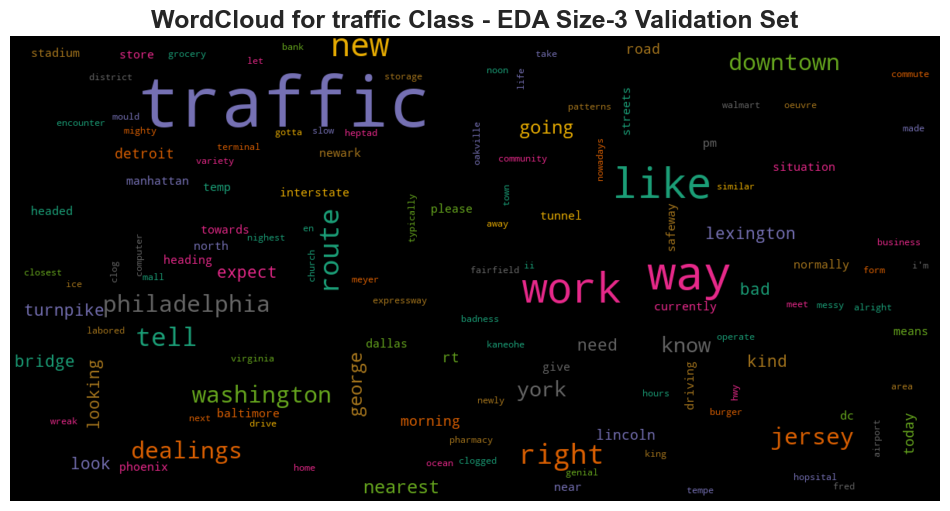 WordCloud for traffic Class - EDA Size-3 Validation Set
stadium
store
grocery
bank
let
new
take
road
downtown
district
storage
noon
life
commute
traffic
patterns
streets
walmart
oeuvre
made
encounter
mould
mighty
gotta
slow
heptad
going
oakville
detroit
terminal
variety
newark
community
nowadays
pm
situation
manhattan
temp
interstate
like
similar
town
headed
please
typically
away
tunnel
safeway
lexington
towards
north
nighest
en
route
business
closest
clog
computer
mall
heading
expect
church
meyer
fairfield
ii
work
way
normally
form
i'm
ice
turnpike
philadelphia
expressway
currently
bad
meet
messy
alright
labored
tell
badness
operate
means
bridge
virginia
dallas
rt
kaneohe
need
know
kind
looking
washington
george
give
york
driving
hwy
hours
area
wreak
next
baltimore
drive
morning
newly
burger
dc
today
airport
dealings
pharmacy
right
lincoln
king
jersey
look
phoenix
home
ocean
clogged
genial
near
nearest
tempe
hopsital
fred